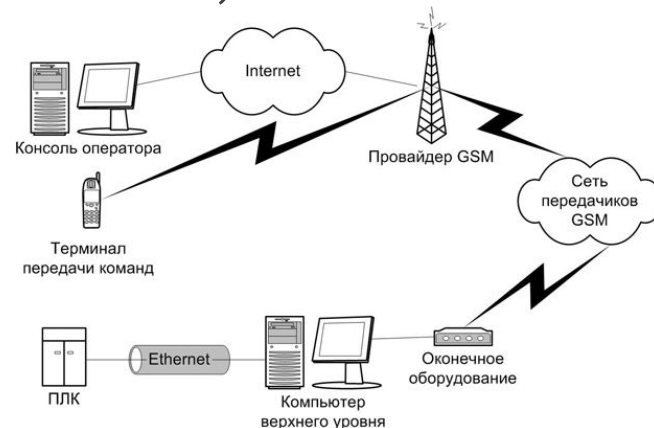 Internet
Консоль оператора
Провайдер GSM
Сеть
передачиков
GSM
Терминал
передачи команд
Ethernet
Оконечное
оборудование
ПЛК
Компьютер
верхнего уровня